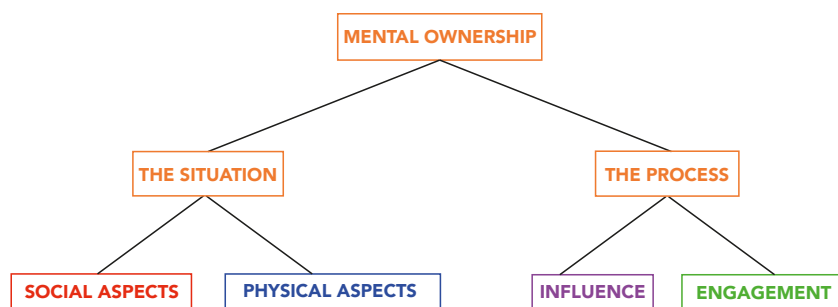 MENTAL OWNERSHIP
THE SITUATION
THE PROCESS
SOCIAL ASPECTS
PHYSICAL ASPECTS
INFLUENCE
ENGAGEMENT